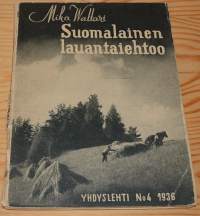 Mika Waltari
Suomalainen
lauantaiehtoo
YHDYSLEHTI No 4 1936